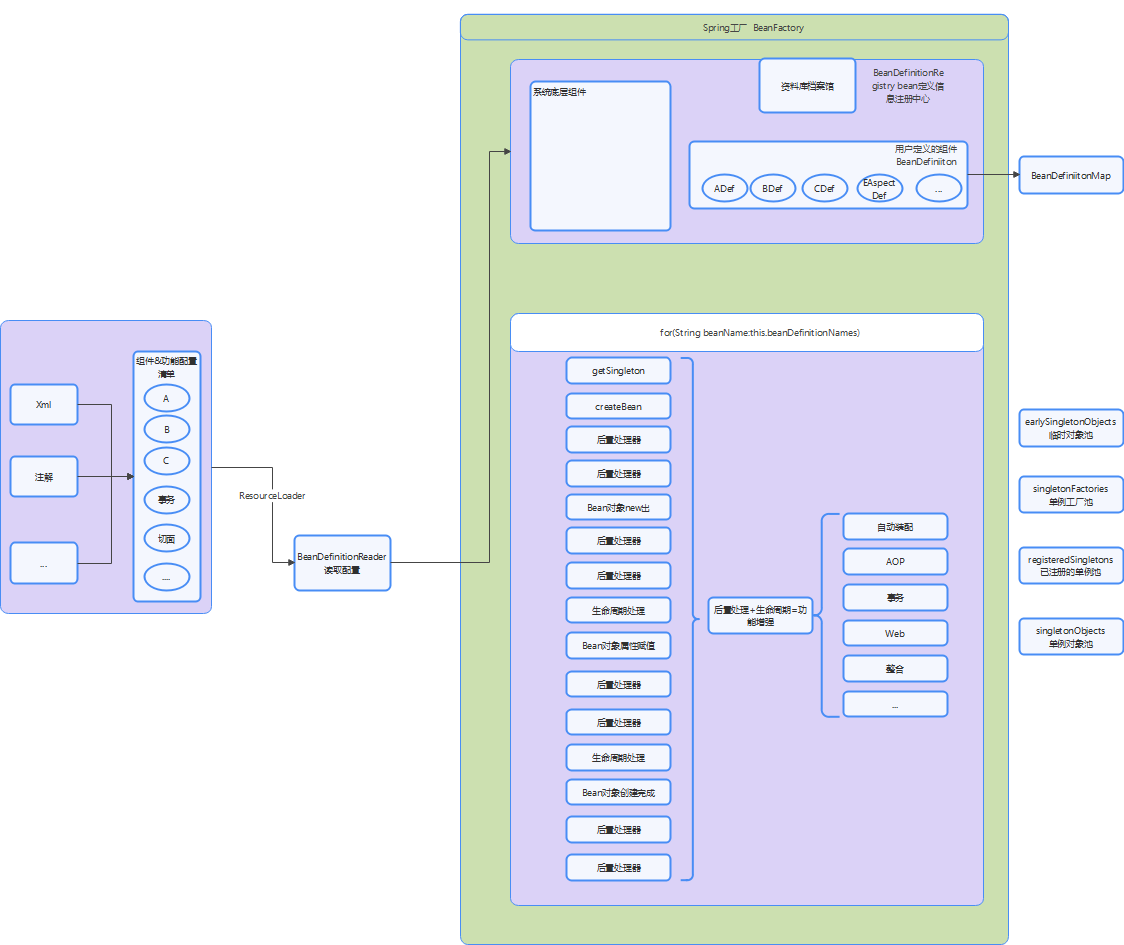 Spring工厂 BeanFactory
系统底层组件
资料库档案馆
BeanDefinitionRe
gistry bean定义信
息注册中心
用户定义的组件
BeanDefiniiton
ADef
BDef
CDef
EAspect
Def
...
BeanDefiniitonMap
for(String beanName:this.beanDefinitionNames)
组件&功能配置
清单
Xml
注解
...
A
B
C
事务
切面
....
ResourceLoader
BeanDefinitionReader
读取配置
getSingleton
createBean
后置处理器
后置处理器
Bean对象new出
后置处理器
后置处理器
生命周期处理
Bean对象属性赋值
后置处理器
后置处理器
生命周期处理
Bean对象创建完成
后置处理器
后置处理器
后置处理+生命周期=功
能增强
自动装配
AOP
事务
Web
整合
...
earlySingletonObjects
临时对象池
singletonFactories
单例工厂池
registeredSingletons
已注册的单例池
singletonObjects
单例对象池